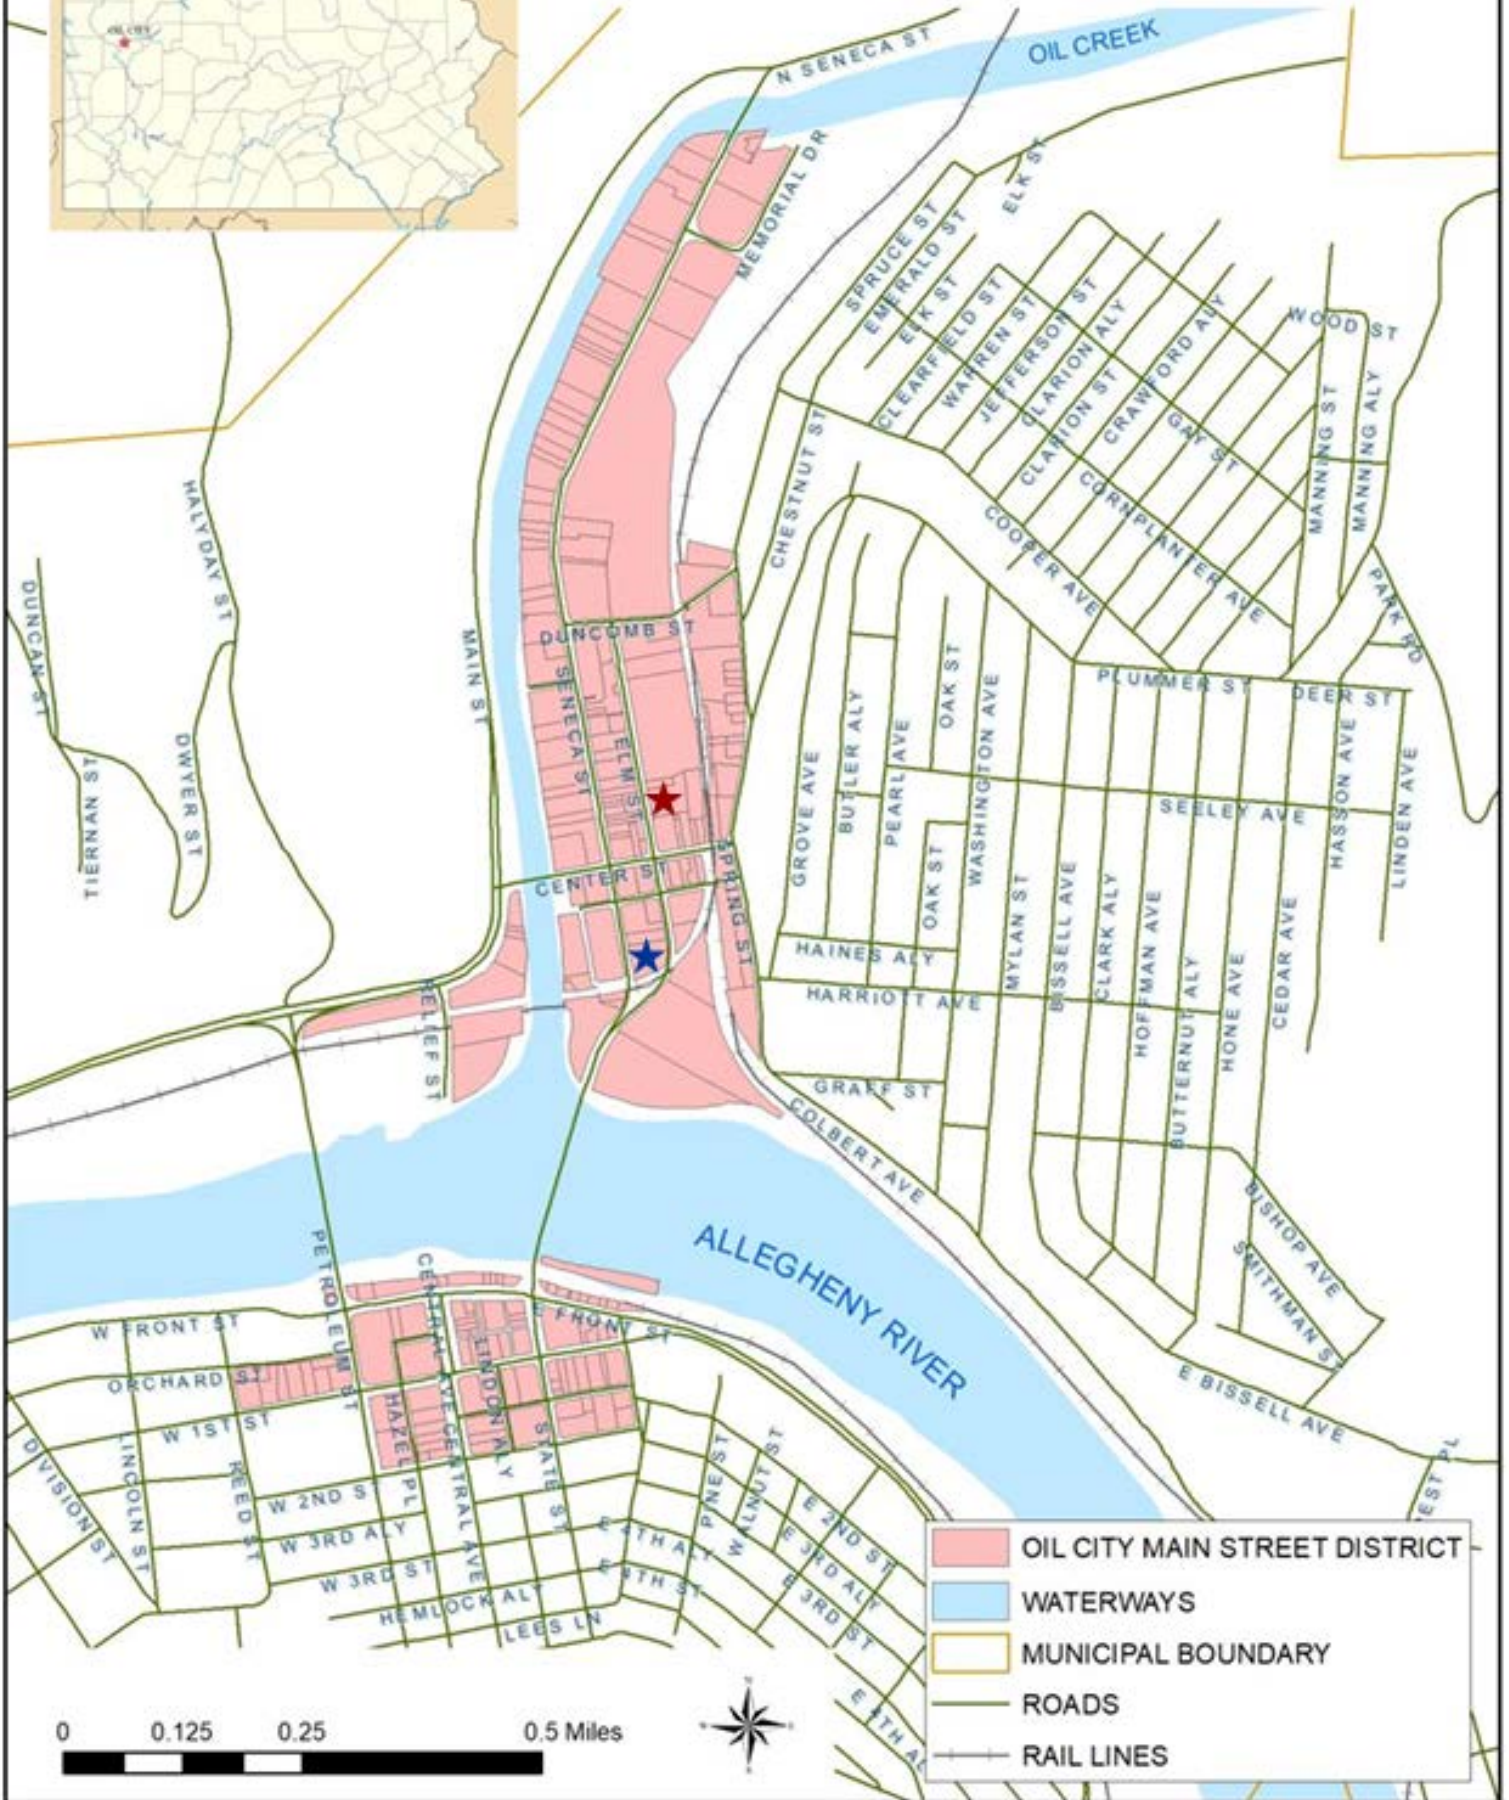 OIL CITY
N SENECA ST
OIL CREEK
MEMORIAL DR
ELK ST
SPRUCE ST
EMERALD ST
ELK ST
CLEARFIELD ST
WARREN ST
JEFFERSON ST
CLARION ALY
CLARION ST
CRAWFORD ALY
WOOD ST
GAY ST
MANNING ST
MANNING ALY
CORNPLANTER AVE
COOPER AVE
CHESTNUT ST
PARK RD
HALYDAY ST
DUNCAN ST
MAIN ST
DUNCOMB ST
SENECA ST
ELM ST
PLUMMER ST
DEER ST
OAK ST
BUTLER ALY
PEARL AVE
WASHINGTON AVE
GROVE AVE
SEELEY AVE
HASSON AVE
LINDEN AVE
DWYER ST
TIERNAN ST
CENTER ST
SPRING ST
OAK ST
MYLAN ST
BISSELL AVE
CLARK ALY
HOFFMAN AVE
BUTTERNUT ALY
HONE AVE
CEDAR AVE
HAINES ALY
HARRIOTT AVE
RELIEF ST
GRAFF ST
COLBERT AVE
BISHOP AVE
SMITHMAN ST
E BISSELL AVE
ALLEGHENY RIVER
PETROLEUM ST
CENTRAL AVE
W FRONT ST
E FRONT ST
ORCHARD ST
LINDON ALY
HAZEL PL
CENTRAL AVE
STATE ST
W 1ST ST
DIVISION ST
LINCOLN ST
REED ST
W 2ND ST
W 3RD ALY
W 3RD ST
HEMLOCK ALY
LEES LN
E 4TH ALY
E 4TH ST
PINE ST
WALNUT ST
E 2ND ST
E 3RD ALY
E 3RD ST
E 4TH AL
EST PL
OIL CITY MAIN STREET DISTRICT
WATERWAYS
MUNICIPAL BOUNDARY
ROADS
RAIL LINES
0 0.125 0.25 0.5 Miles